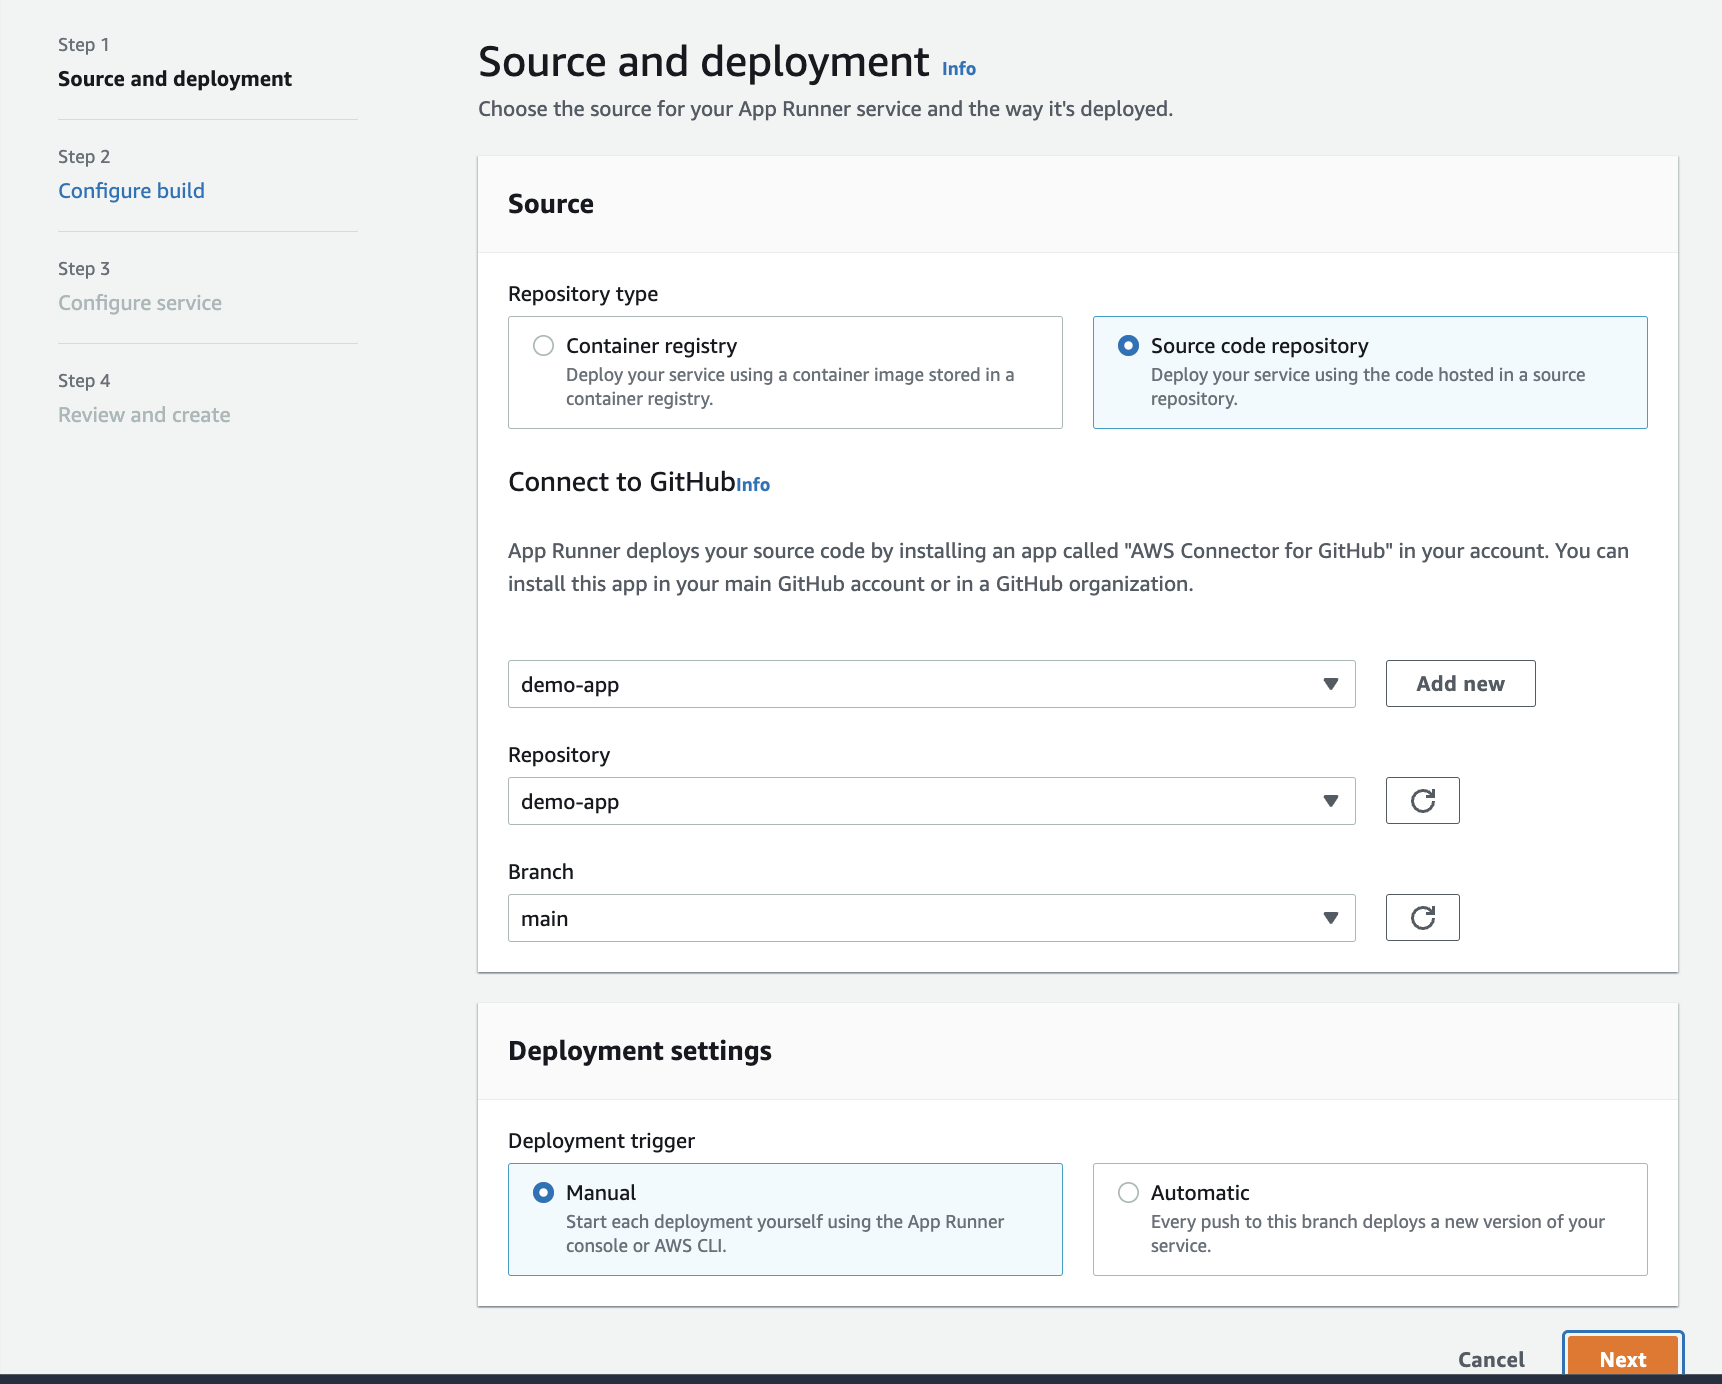 Step 1
Source and deployment
Step 2
Configure build
Step 3
Configure service
Step 4
Review and create
Source and deployment Info
Choose the source for your App Runner service and the way it's deployed.
Source
Repository type
Container registry
Deploy your service using a container image stored in a
container registry.
Source code repository
Deploy your service using the code hosted in a source
repository.
Connect to GitHubInfo
App Runner deploys your source code by installing an app called "AWS Connector for GitHub" in your account. You can
install this app in your main GitHub account or in a GitHub organization.
demo-app
Add new
Repository
demo-app
Branch
main
Deployment settings
Deployment trigger
Manual
Start each deployment yourself using the App Runner
console or AWS CLI.
Automatic
Every push to this branch deploys a new version of your
service.
Cancel
Next